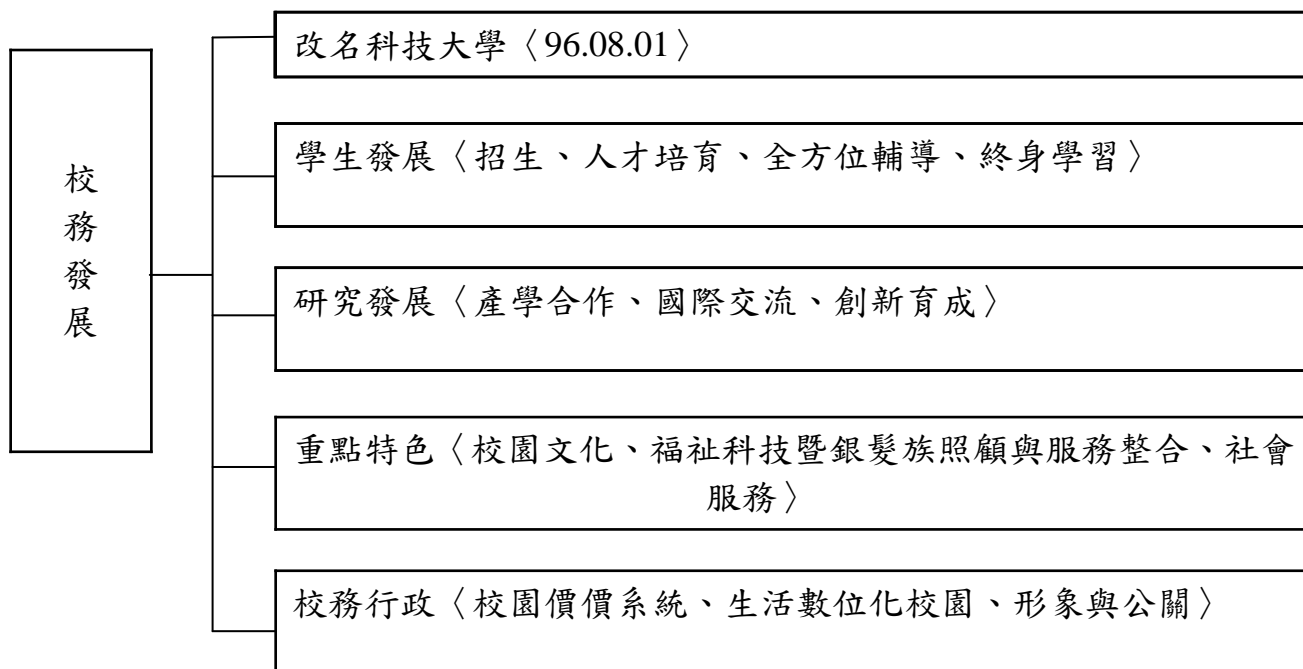 校務發展
改名科技大學〈96.08.01〉
學生發展〈招生、人才培育、全方位輔導、終身學習〉
研究發展〈產學合作、國際交流、創新育成〉
重點特色〈校園文化、福祉科技暨銀髮族照顧與服務整合、社會
服務〉
校務行政〈校園價價系統、生活數位化校園、形象與公關〉